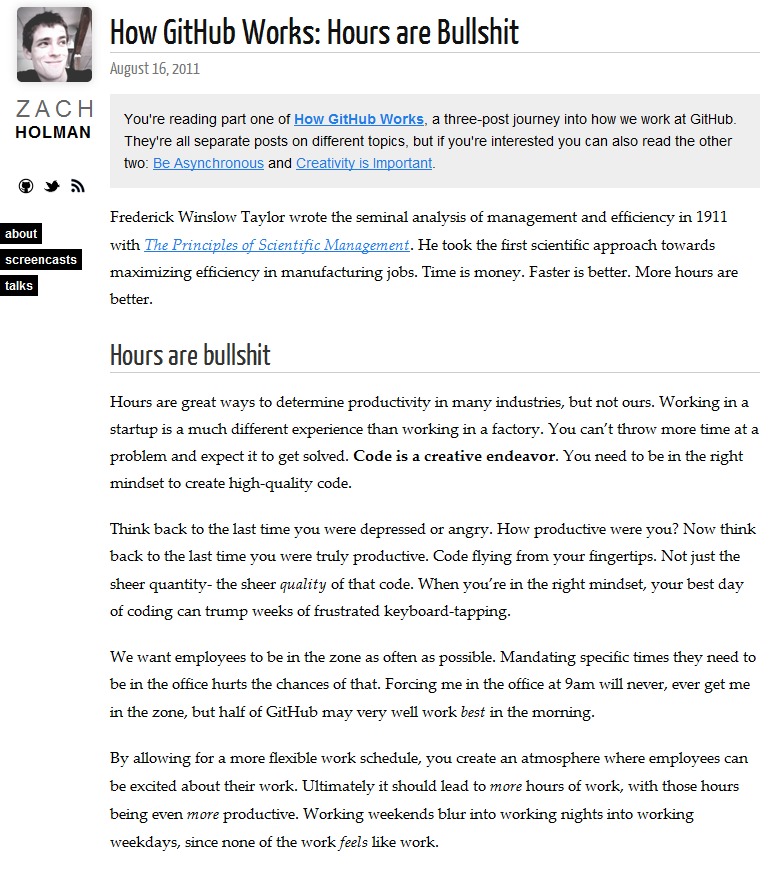 How GitHub Works: Hours are Bullshit
August 16, 2011
ZACH
HOLMAN
about
screencasts
talks
You're reading part one of How GitHub Works, a three-post journey into how we work at GitHub.
They're all separate posts on different topics, but if you're interested you can also read the other
two: Be Asynchronous and Creativity is Important.
Frederick Winslow Taylor wrote the seminal analysis of management and efficiency in 1911
with The Principles of Scientific Management. He took the first scientific approach towards
maximizing efficiency in manufacturing jobs. Time is money. Faster is better. More hours are
better.
Hours are bullshit
Hours are great ways to determine productivity in many industries, but not ours. Working in a
startup is a much different experience than working in a factory. You can’t throw more time at a
problem and expect it to get solved. Code is a creative endeavor. You need to be in the right
mindset to create high-quality code.
Think back to the last time you were depressed or angry. How productive were you? Now think
back to the last time you were truly productive. Code flying from your fingertips. Not just the
sheer quantity- the sheer quality of that code. When you’re in the right mindset, your best day
of coding can trump weeks of frustrated keyboard-tapping.
We want employees to be in the zone as often as possible. Mandating specific times they need to
be in the office hurts the chances of that. Forcing me in the office at 9am will never, ever get me
in the zone, but half of GitHub may very well work best in the morning.
By allowing for a more flexible work schedule, you create an atmosphere where employees can
be excited about their work. Ultimately it should lead to more hours of work, with those hours
being even more productive. Working weekends blur into working nights into working
weekdays, since none of the work feels like work.